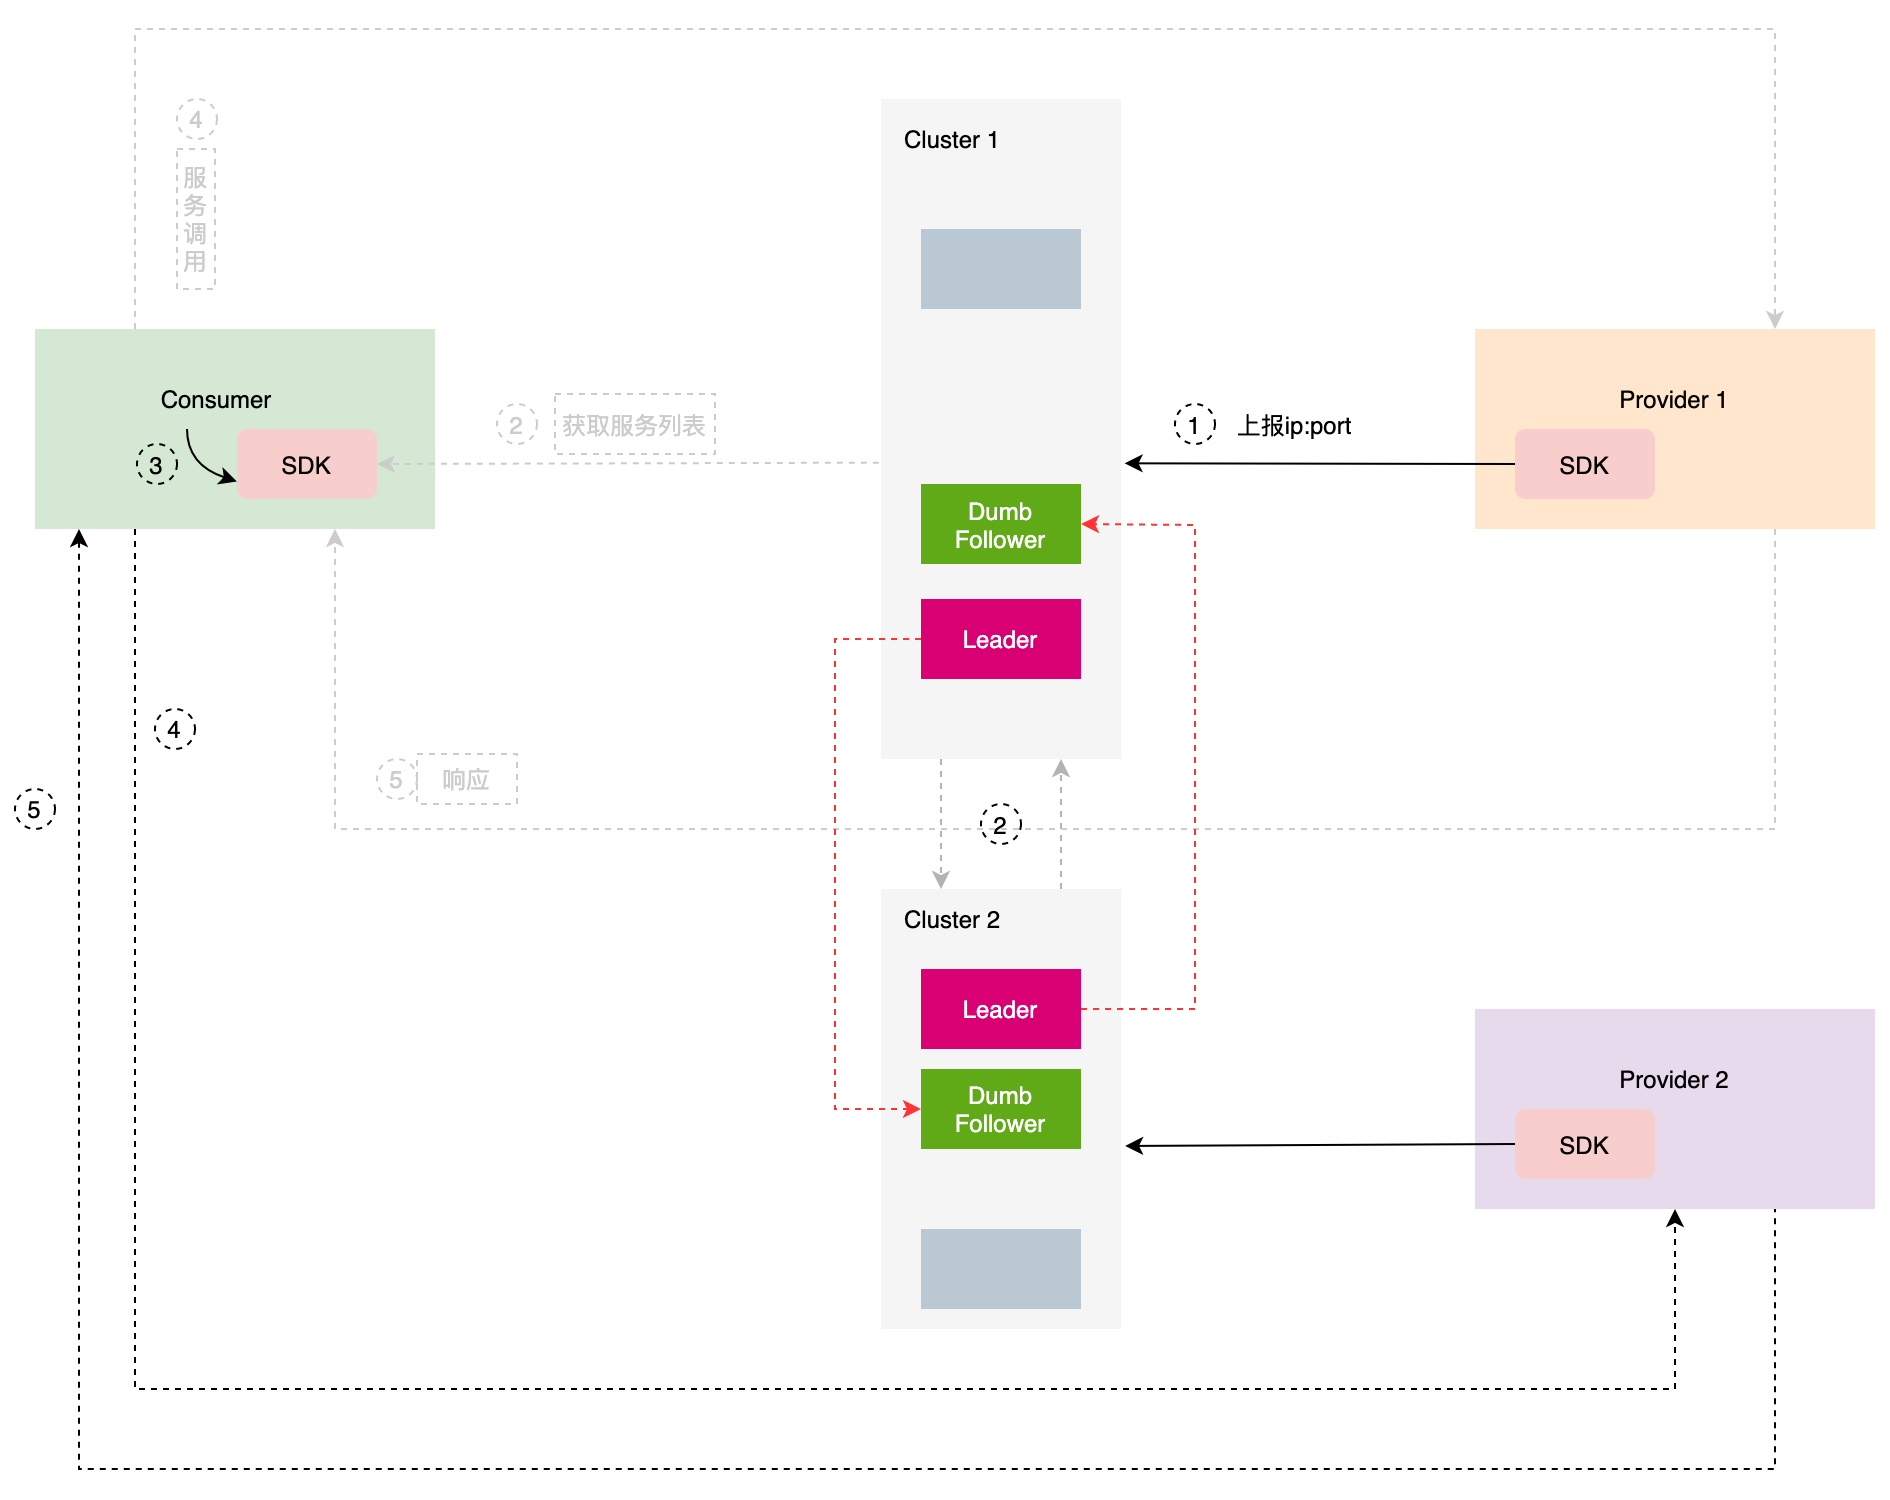 4
服
务
调
用
Cluster 1
Consumer
3
SDK
2
获取服务列表
1
上报ip:port
Provider 1
SDK
Dumb
Follower
Leader
4
5
5
响应
2
Cluster 2
Leader
Dumb
Follower
Provider 2
SDK